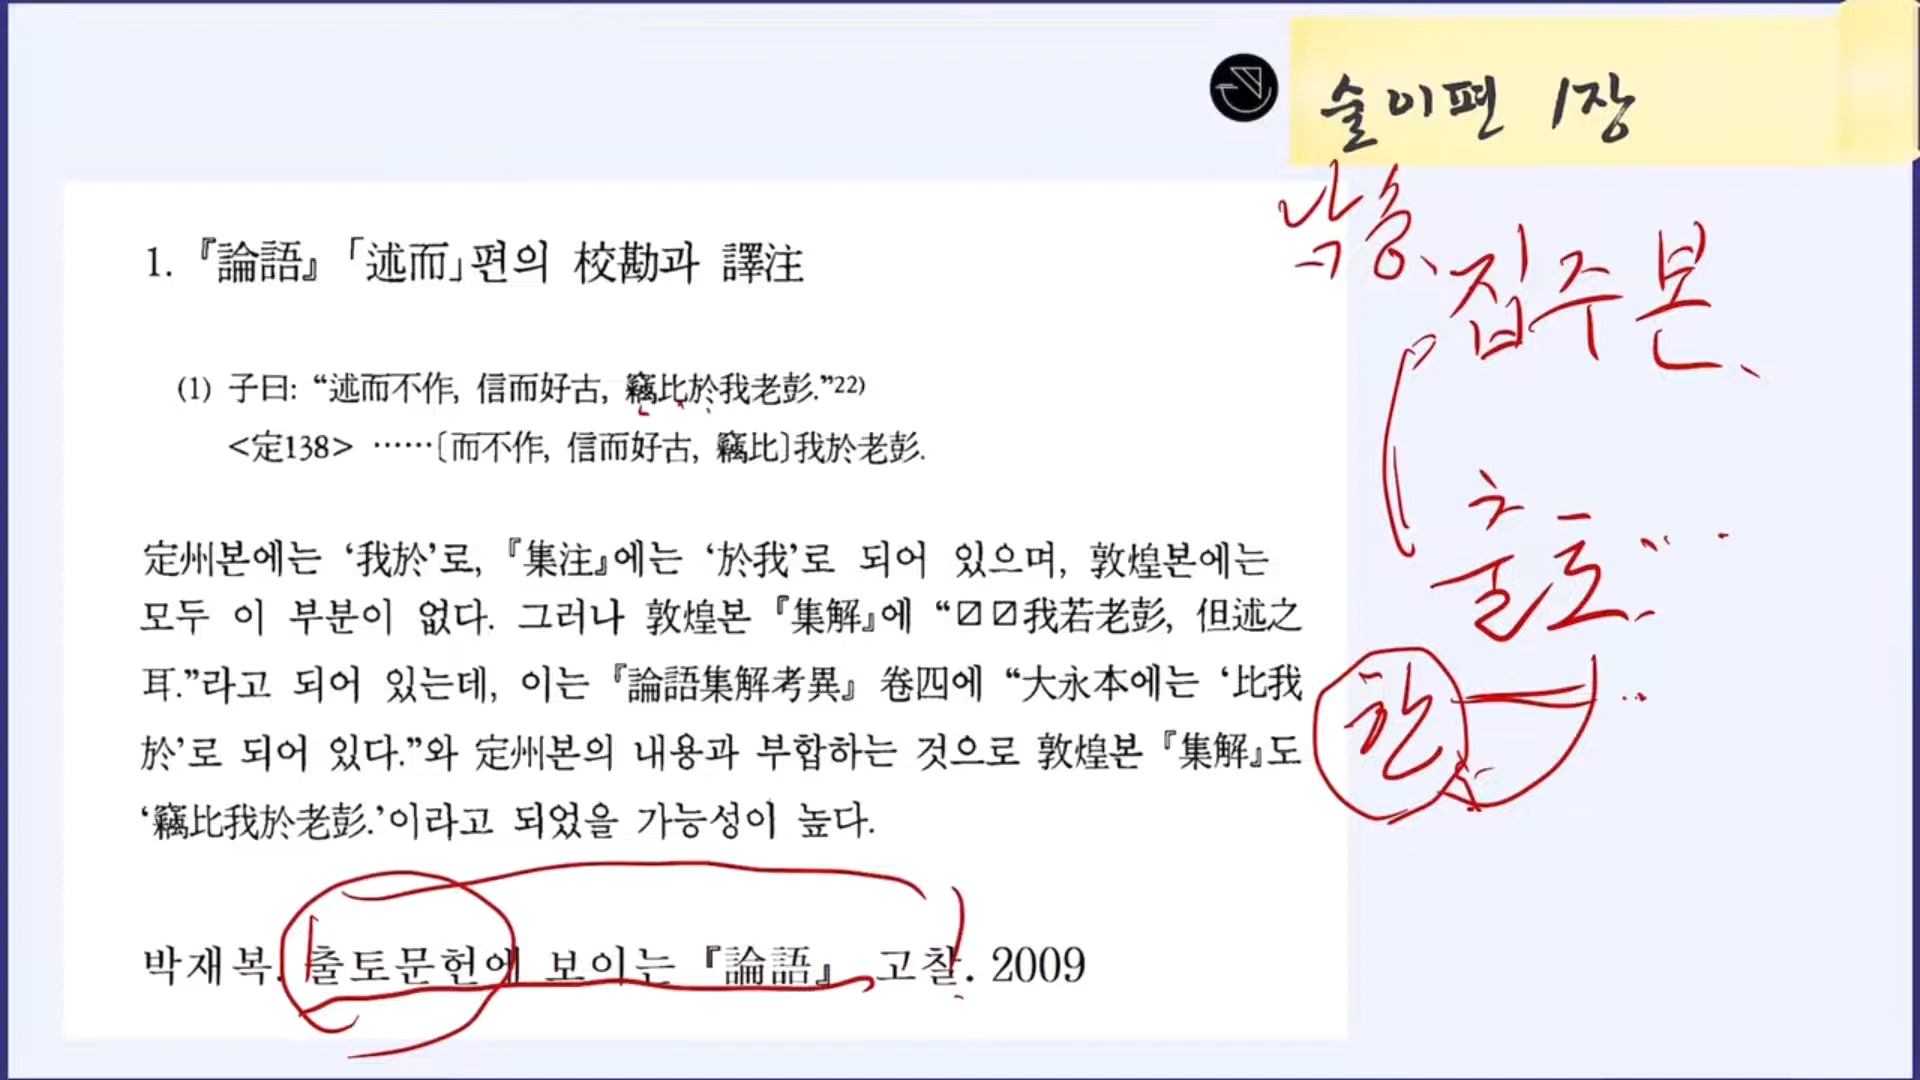 술이편 1장
1. 『論語』「述而」편의 校勘과 譯注
(1) 子曰: “述而不作, 信而好古, 竊比於我老彭.”22)
<定138> ……〔而不作, 信而好古, 竊比〕我於老彭.
定州본에는 ‘我於’로, 『集注』에는 ‘於我’로 되어 있으며, 敦煌본에는
모두 이 부분이 없다. 그러나 敦煌본 『集解』에 “〼〼我若老彭, 但述之
耳.”라고 되어 있는데, 이는 『論語集解考異』 卷四에 “大永本에는 ‘比我
於’로 되어 있다.”와 定州본의 내용과 부합하는 것으로 敦煌본 『集解』도
‘竊比我於老彭.’이라고 되었을 가능성이 높다.
박재복. 출토문헌에 보이는 『論語』 고찰. 2009
집주본
출토
한